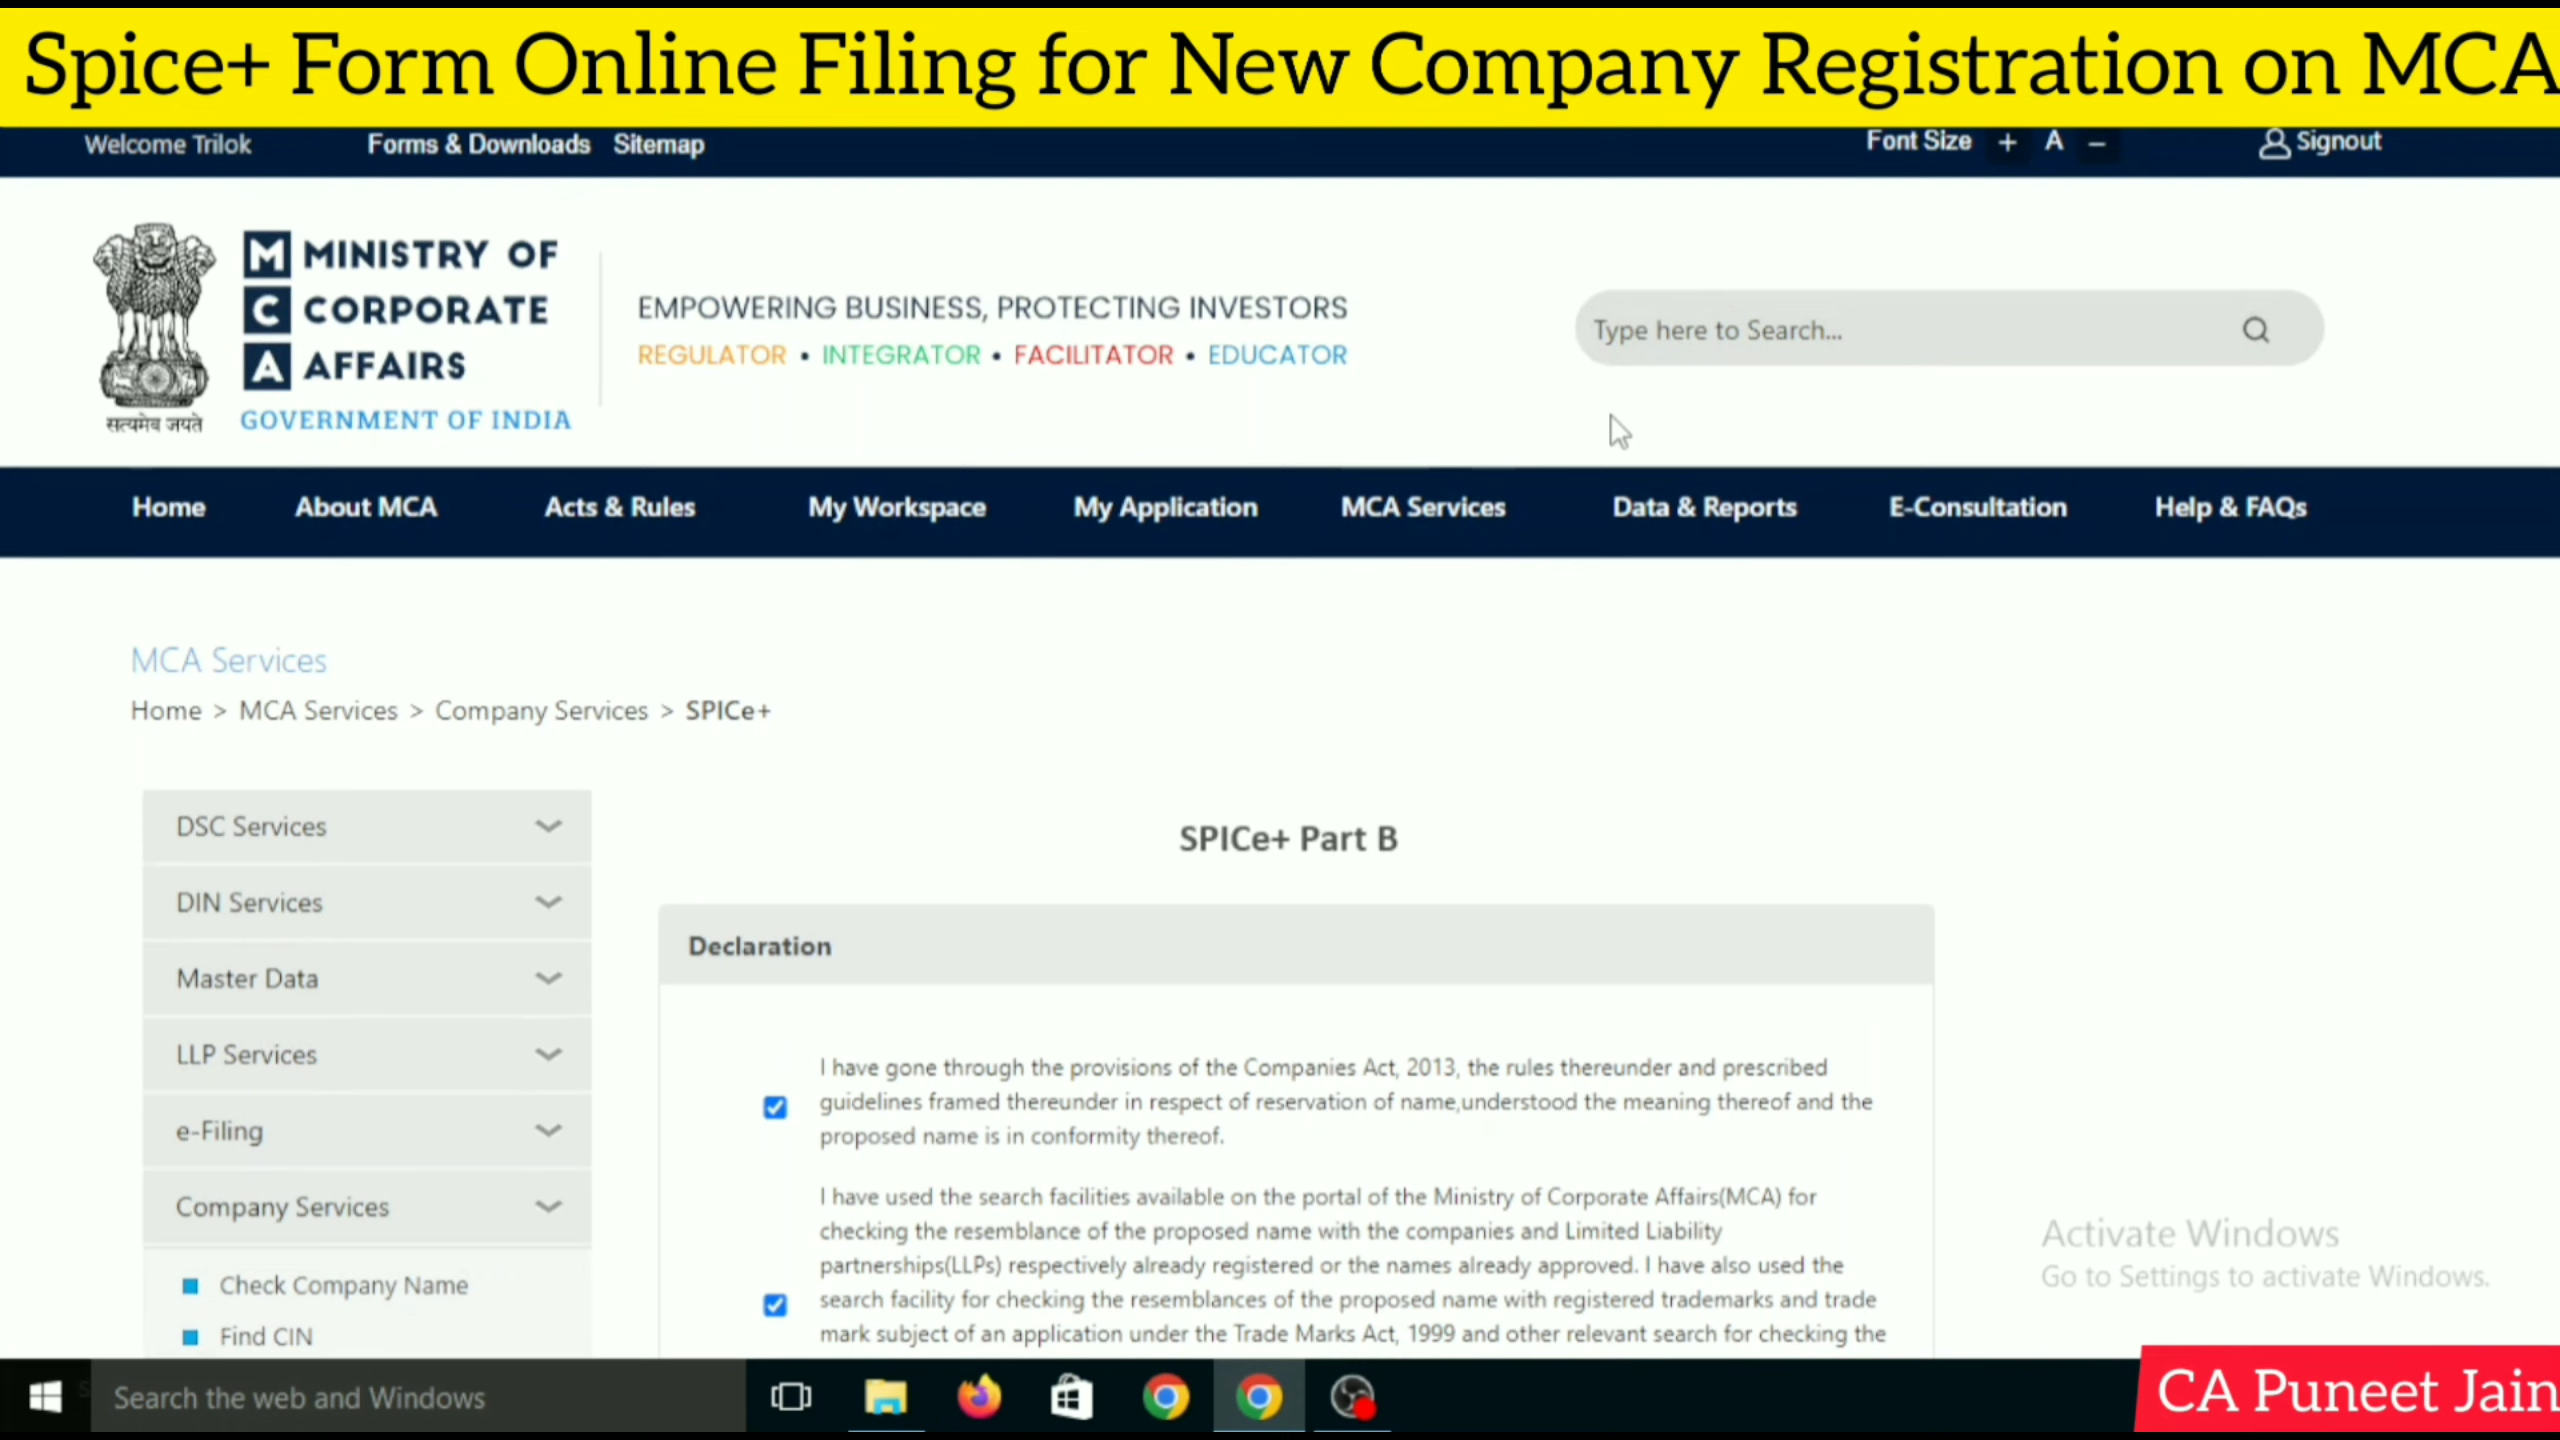 Spice+ Form Online Filing for New Company Registration on MCA
Welcome Trilok
Forms & Downloads
Sitemap
Font Size + A −
Signout
M MINISTRY OF
C CORPORATE
A AFFAIRS
GOVERNMENT OF INDIA
सत्यमेव जयते
EMPOWERING BUSINESS, PROTECTING INVESTORS
REGULATOR • INTEGRATOR • FACILITATOR • EDUCATOR
Type here to Search...
Home
About MCA
Acts & Rules
My Workspace
My Application
MCA Services
Data & Reports
E-Consultation
Help & FAQs
MCA Services
Home > MCA Services > Company Services > SPICe+
DSC Services
DIN Services
Master Data
LLP Services
e-Filing
Company Services
Check Company Name
Find CIN
SPICe+ Part B
Declaration
I have gone through the provisions of the Companies Act, 2013, the rules thereunder and prescribed
guidelines framed thereunder in respect of reservation of name,understood the meaning thereof and the
proposed name is in conformity thereof.
I have used the search facilities available on the portal of the Ministry of Corporate Affairs(MCA) for
checking the resemblance of the proposed name with the companies and Limited Liability
partnerships(LLPs) respectively already registered or the names already approved. I have also used the
search facility for checking the resemblances of the proposed name with registered trademarks and trade
mark subject of an application under the Trade Marks Act, 1999 and other relevant search for checking the
Activate Windows
Go to Settings to activate Windows.
Search the web and Windows
CA Puneet Jain